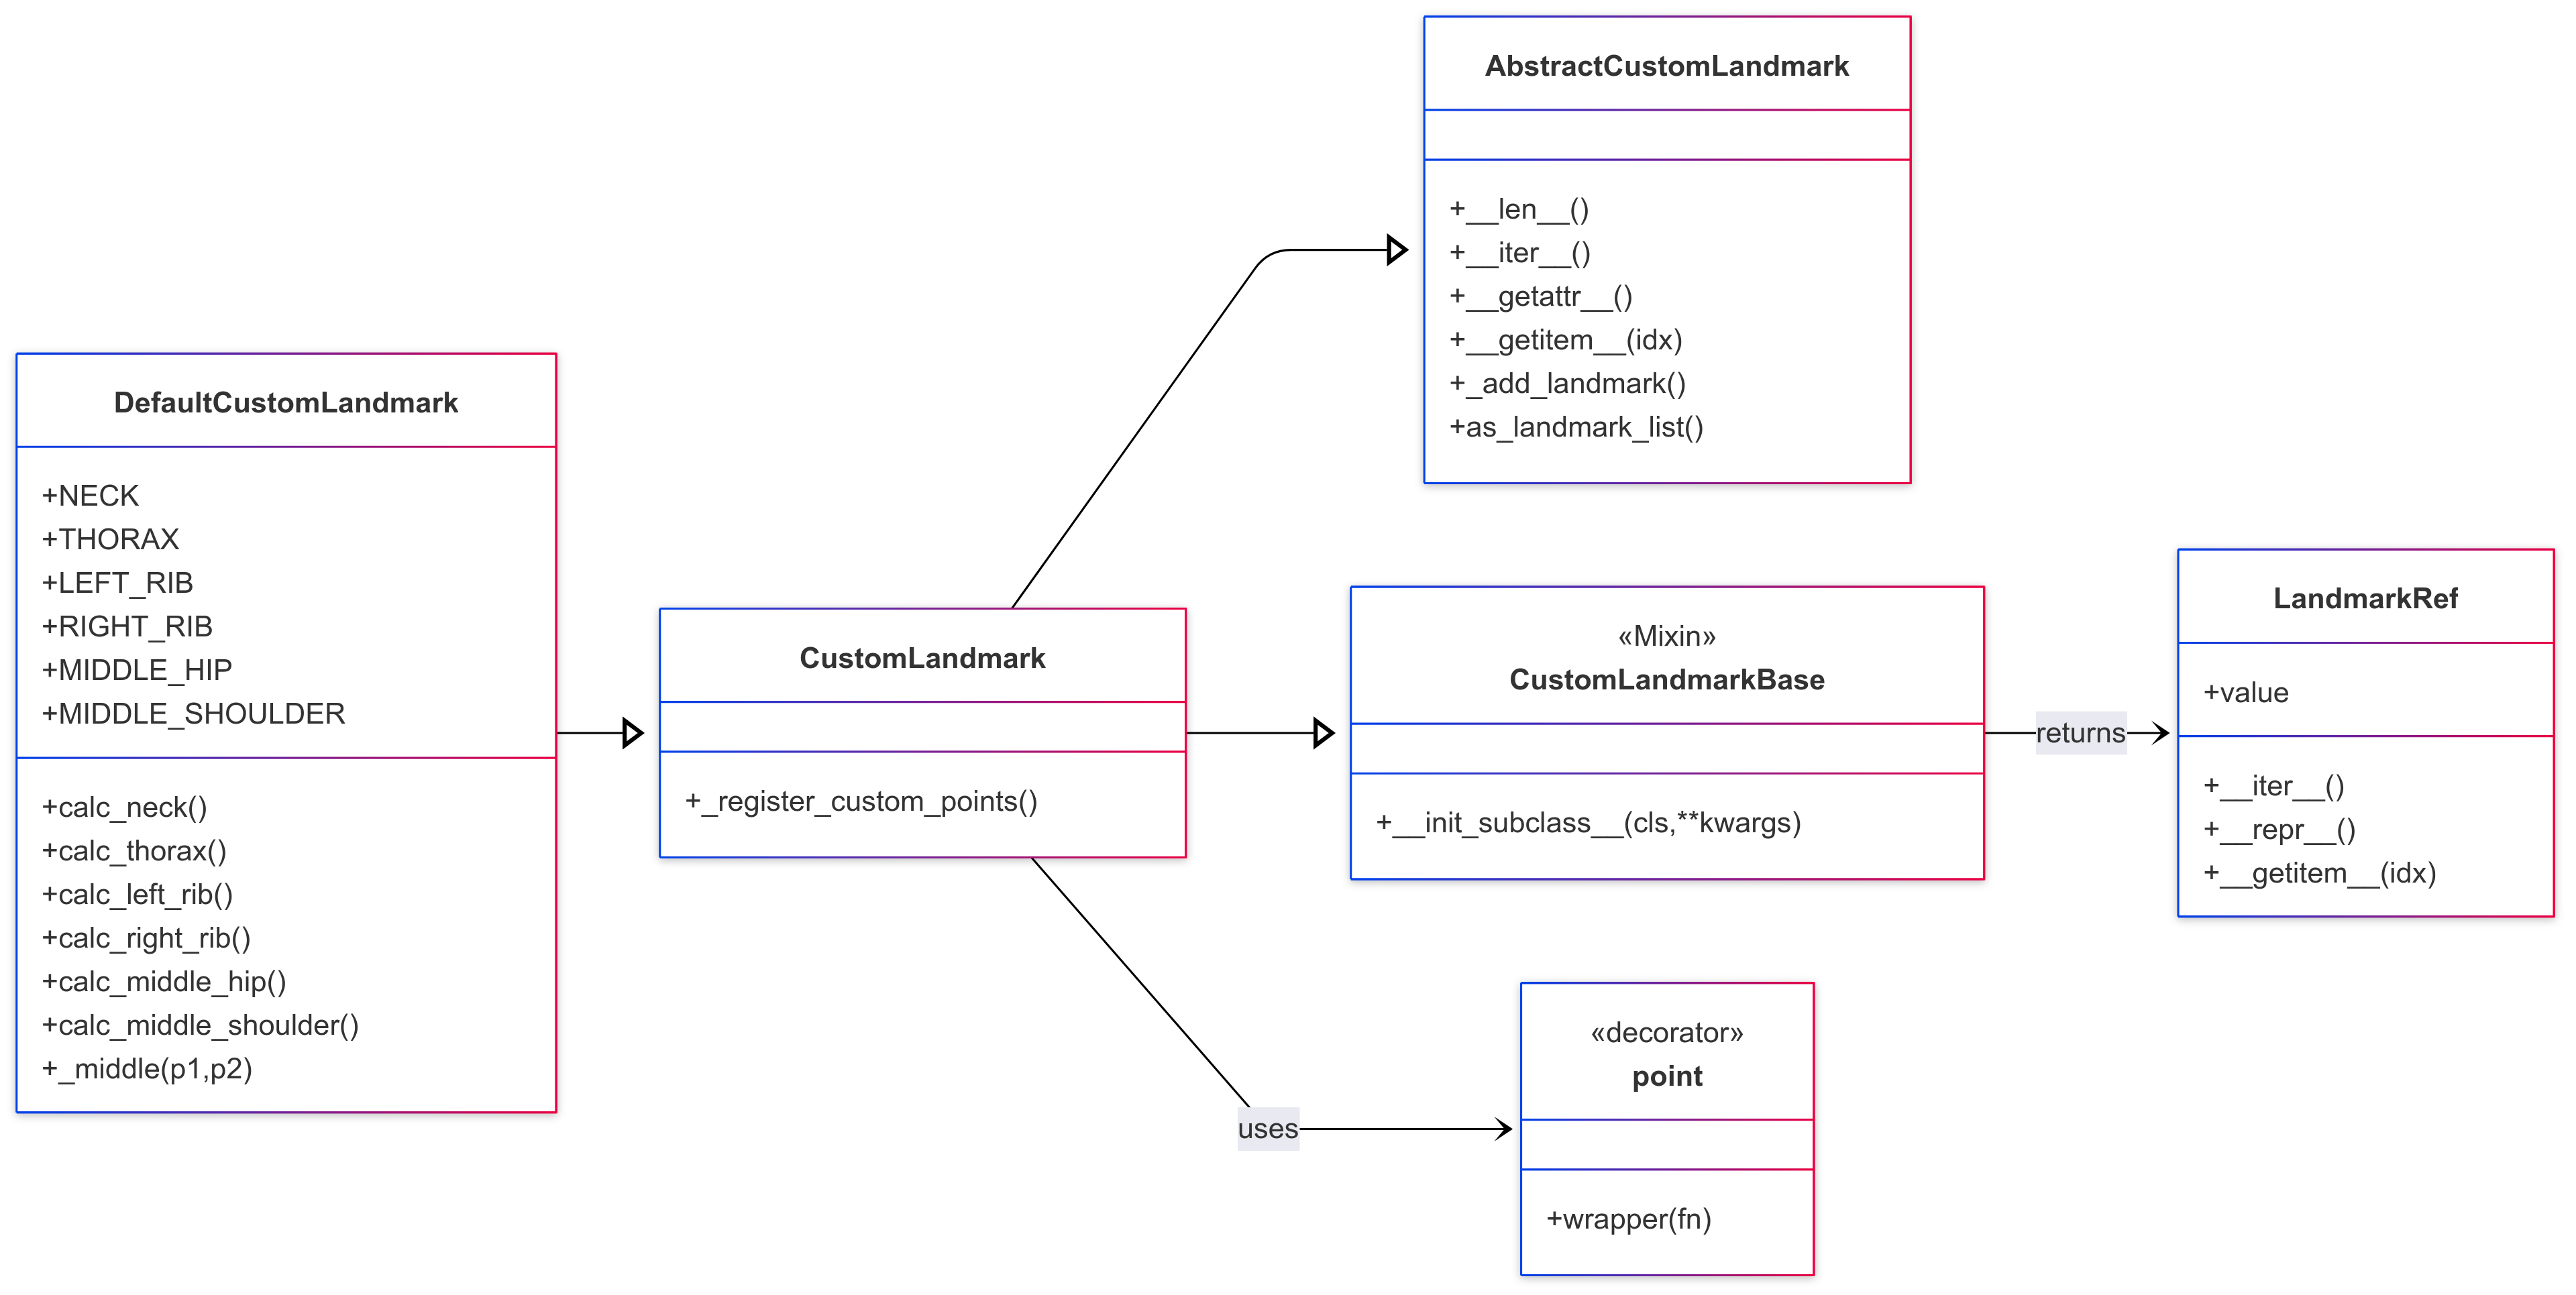 DefaultCustomLandmark
+NECK
+THORAX
+LEFT_RIB
+RIGHT_RIB
+MIDDLE_HIP
+MIDDLE_SHOULDER
+calc_neck()
+calc_thorax()
+calc_left_rib()
+calc_right_rib()
+calc_middle_hip()
+calc_middle_shoulder()
+_middle(p1,p2)
CustomLandmark
+_register_custom_points()
uses
AbstractCustomLandmark
+__len__()
+__iter__()
+__getattr__()
+__getitem__(idx)
+_add_landmark()
+as_landmark_list()
«Mixin»
CustomLandmarkBase
+__init_subclass__(cls,**kwargs)
returns
LandmarkRef
+value
+__iter__()
+__repr__()
+__getitem__(idx)
«decorator»
point
+wrapper(fn)